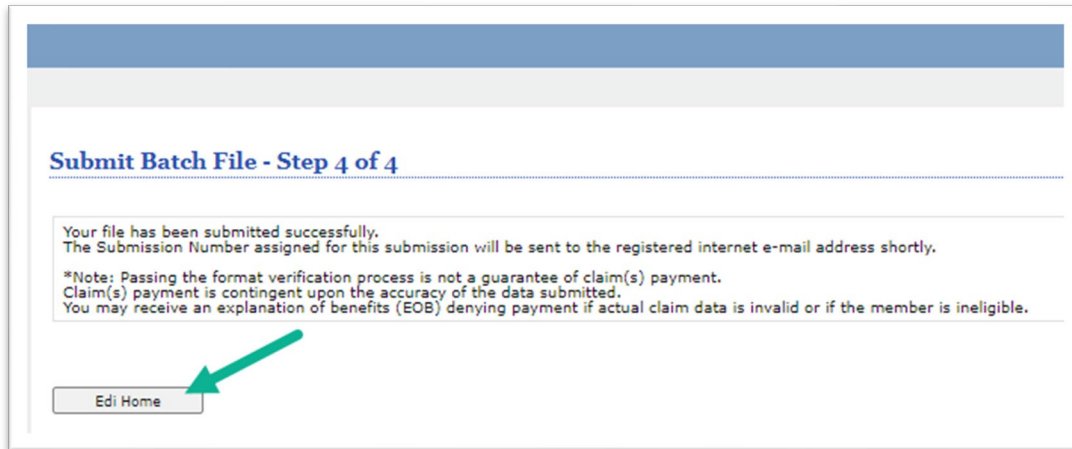 Submit Batch File - Step 4 of 4
Your file has been submitted successfully.
The Submission Number assigned for this submission will be sent to the registered internet e-mail address shortly.
*Note: Passing the format verification process is not a guarantee of claim(s) payment.
Claim(s) payment is contingent upon the accuracy of the data submitted.
You may receive an explanation of benefits (EOB) denying payment if actual claim data is invalid or if the member is ineligible.
Edi Home